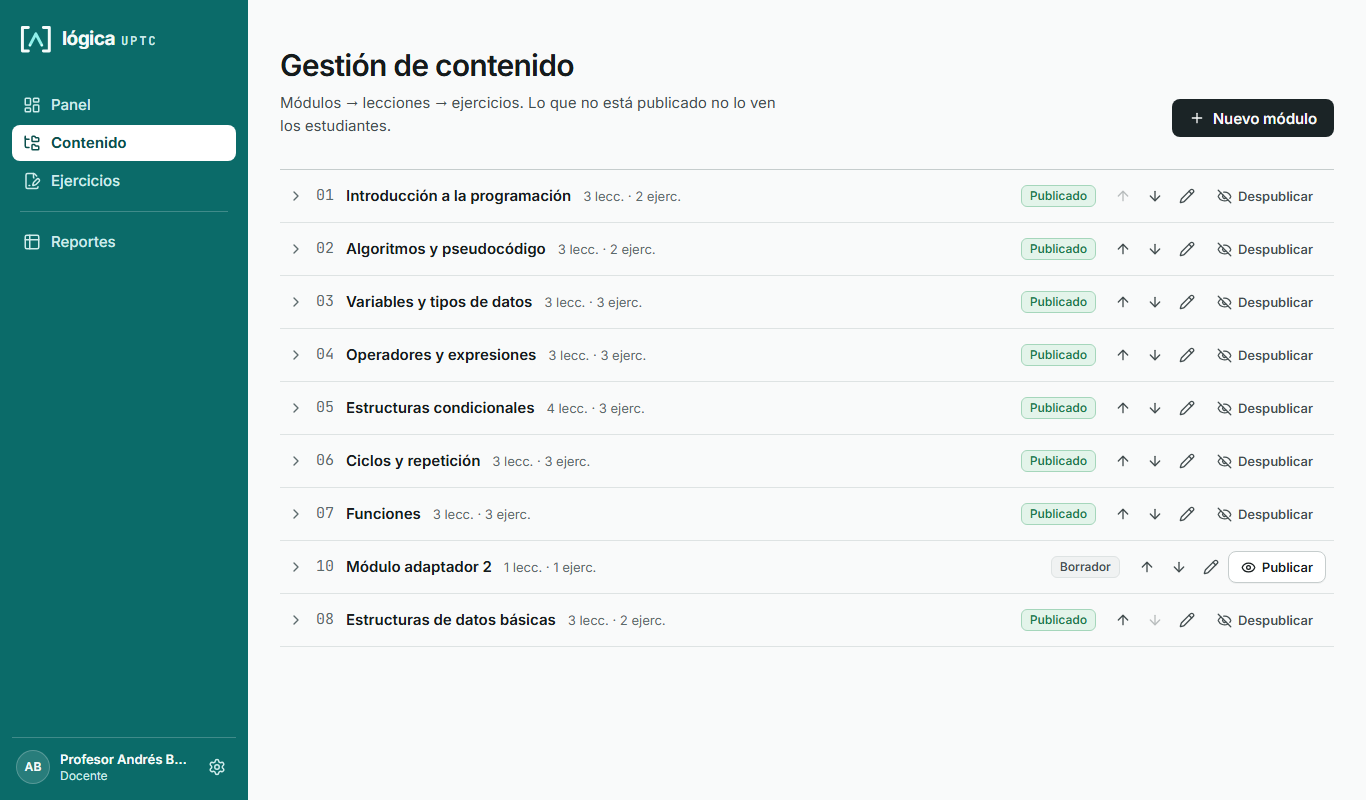 lógica UPTC
Panel
Contenido
Ejercicios
Reportes
Profesor Andrés B...
Docente
AB
Gestión de contenido
Módulos → lecciones → ejercicios. Lo que no está publicado no lo ven
los estudiantes.
+ Nuevo módulo
01 Introducción a la programación 3 lecc. · 2 ejerc. Publicado Despublicar
02 Algoritmos y pseudocódigo 3 lecc. · 2 ejerc. Publicado Despublicar
03 Variables y tipos de datos 3 lecc. · 3 ejerc. Publicado Despublicar
04 Operadores y expresiones 3 lecc. · 3 ejerc. Publicado Despublicar
05 Estructuras condicionales 4 lecc. · 3 ejerc. Publicado Despublicar
06 Ciclos y repetición 3 lecc. · 3 ejerc. Publicado Despublicar
07 Funciones 3 lecc. · 3 ejerc. Publicado Despublicar
10 Módulo adaptador 2 1 lecc. · 1 ejerc. Borrador Publicar
08 Estructuras de datos básicas 3 lecc. · 2 ejerc. Publicado Despublicar